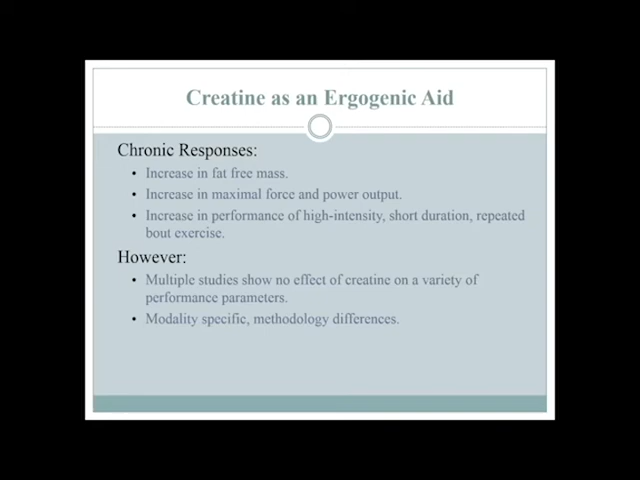 Creatine as an Ergogenic Aid
Chronic Responses:
• Increase in fat free mass.
• Increase in maximal force and power output.
• Increase in performance of high-intensity, short duration, repeated
bout exercise.
However:
• Multiple studies show no effect of creatine on a variety of
performance parameters.
• Modality specific, methodology differences.